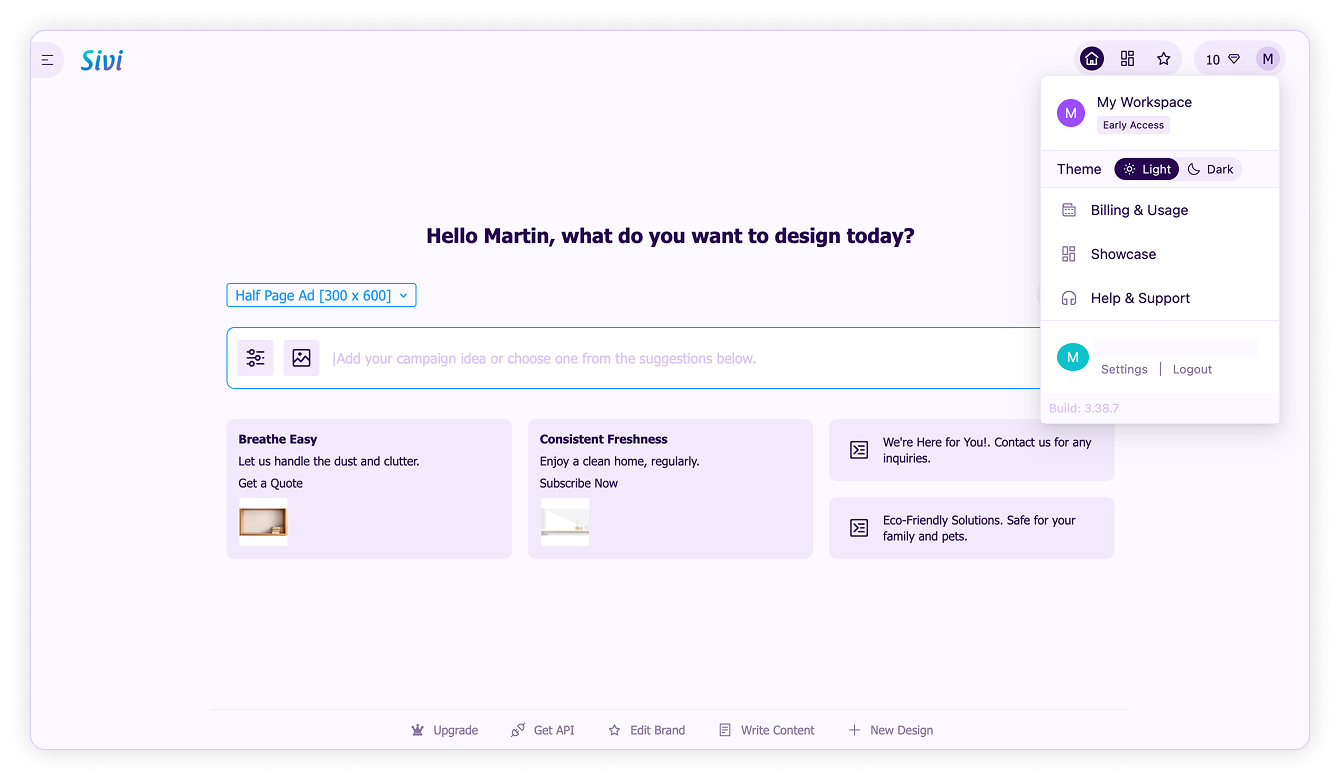 Sivi
10
M
M
My Workspace
Early Access
Theme
Light
Dark
Billing & Usage
Showcase
Help & Support
M
Settings | Logout
Build: 3.38.7
Hello Martin, what do you want to design today?
Half Page Ad [300 x 600]
Add your campaign idea or choose one from the suggestions below.
Breathe Easy
Let us handle the dust and clutter.
Get a Quote
Consistent Freshness
Enjoy a clean home, regularly.
Subscribe Now
We're Here for You!. Contact us for any
inquiries.
Eco-Friendly Solutions. Safe for your
family and pets.
Upgrade
Get API
Edit Brand
Write Content
New Design